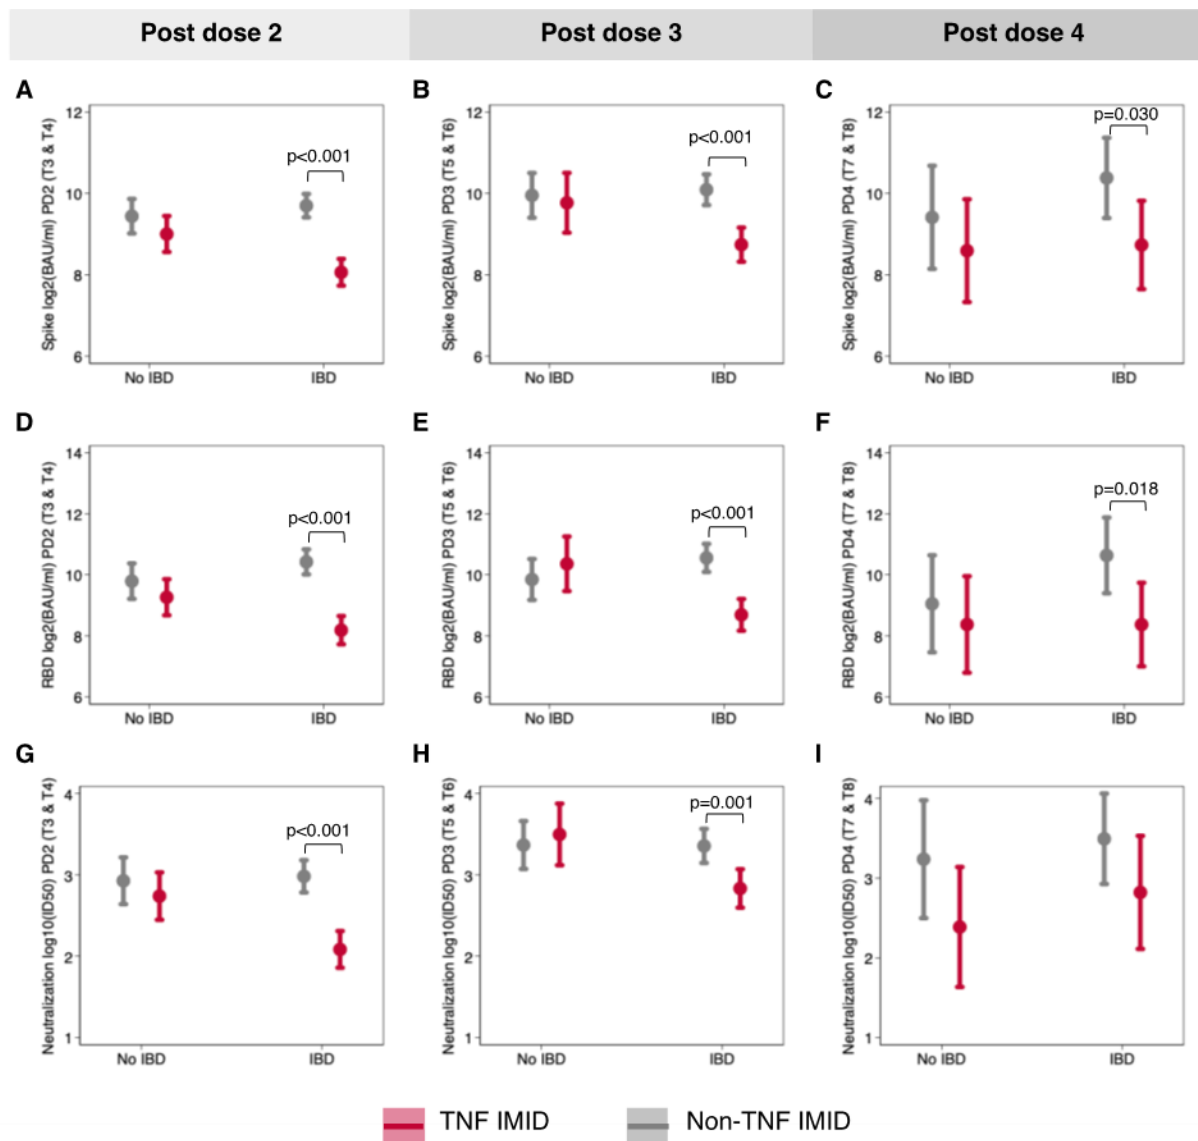 Post dose 2 Post dose 3 Post dose 4
A
Spike log2(BAU/ml) PD2 (T3 & T4)
12
10
8
6
p<0.001
No IBD IBD
B
Spike log2(BAU/ml) PD3 (T5 & T6)
12
10
8
6
p<0.001
No IBD IBD
C
Spike log2(BAU/ml) PD4 (T7 & T8)
12
10
8
6
p=0.030
No IBD IBD
D
RBD log2(BAU/ml) PD2 (T3 & T4)
14
12
10
8
6
p<0.001
No IBD IBD
E
RBD log2(BAU/ml) PD3 (T5 & T6)
14
12
10
8
6
p<0.001
No IBD IBD
F
RBD log2(BAU/ml) PD4 (T7 & T8)
14
12
10
8
6
p=0.018
No IBD IBD
G
Neutralization log10(ID50) PD2 (T3 & T4)
4
3
2
1
p<0.001
No IBD IBD
H
Neutralization log10(ID50) PD3 (T5 & T6)
4
3
2
1
p=0.001
No IBD IBD
I
Neutralization log10(ID50) PD4 (T7 & T8)
4
3
2
1
No IBD IBD
TNF IMID Non-TNF IMID